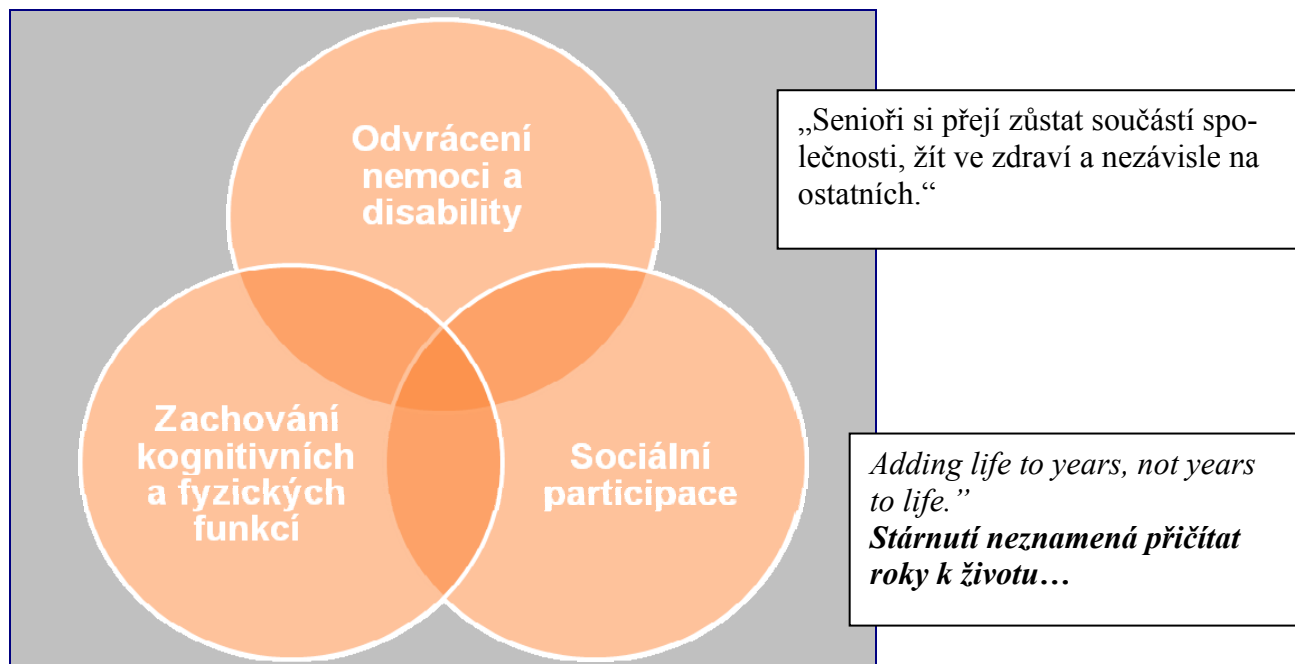 Odvrácení
nemoci a
disability
„Senioři si přejí zůstat součástí spo-
lečnosti, žít ve zdraví a nezávisle na
ostatních.“
Zachování
kognitivních
a fyzických
funkcí
Sociální
participace
Adding life to years, not years
to life.”
Stárnutí neznamená přičítat
roky k životu…